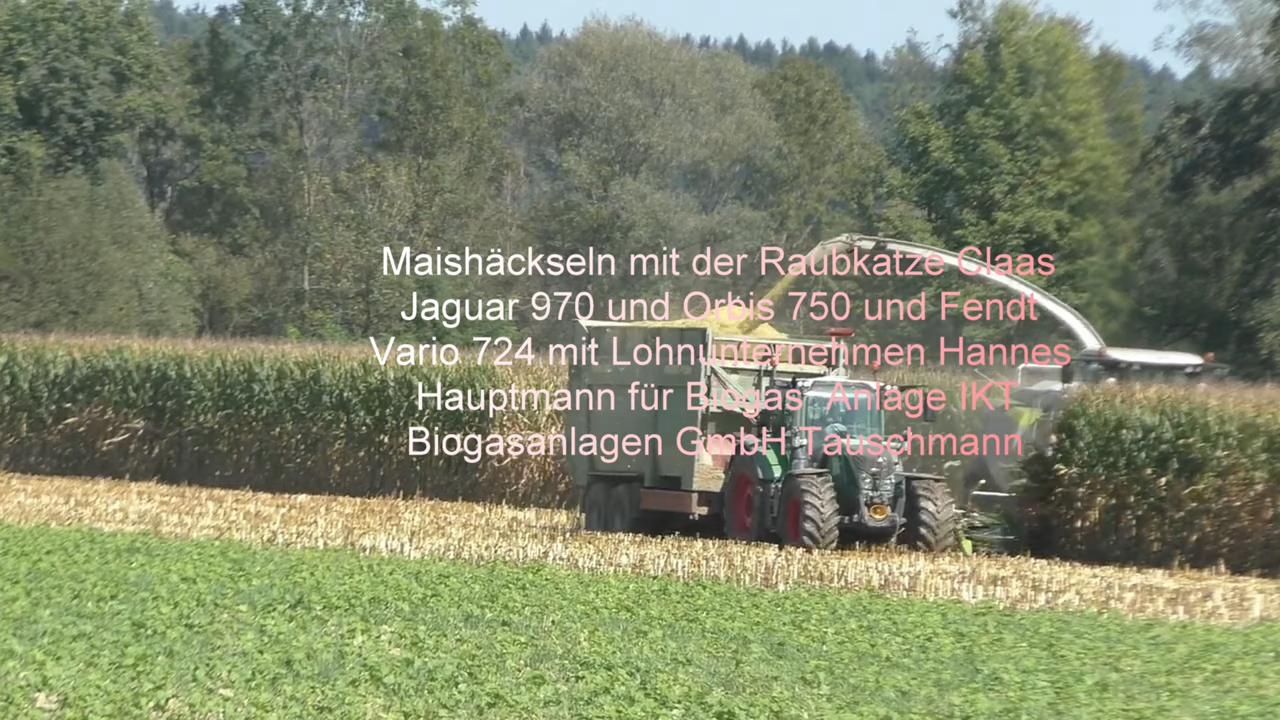 Maishäckseln mit der Raubkatze Claas
Jaguar 970 und Orbis 750 und Fendt
Vario 724 mit Lohnunternehmen Hannes
Hauptmann für Biogas Anlage IKT
Biogasanlagen GmbH Tauschmann